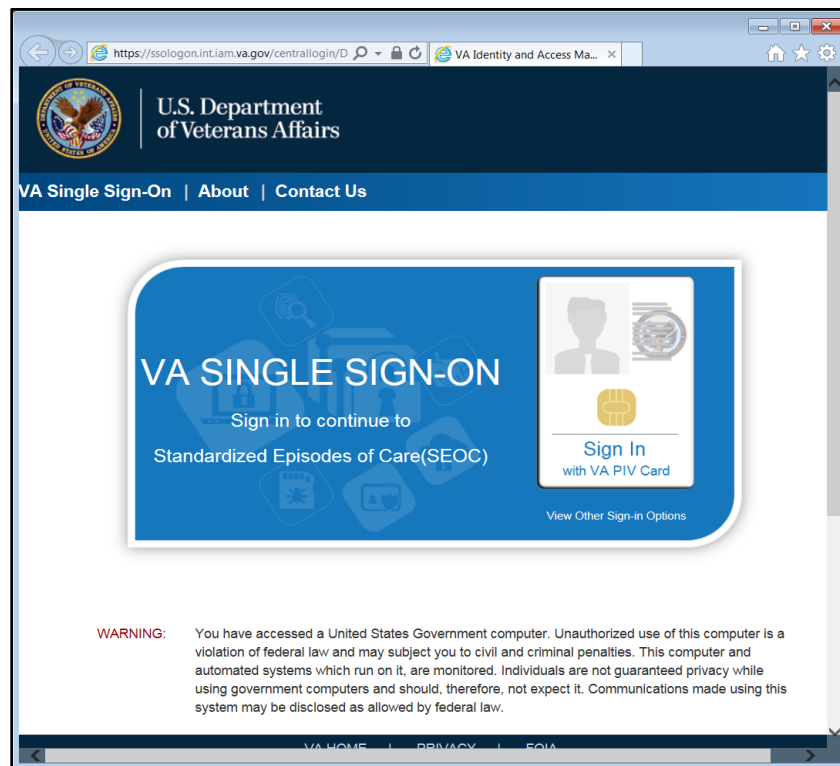 https://ssologon.int.iam.va.gov/centrallogin/D
VA Identity and Access Ma...
U.S. Department
of Veterans Affairs
VA Single Sign-On | About | Contact Us
VA SINGLE SIGN-ON
Sign in to continue to
Standardized Episodes of Care(SEOC)
Sign In
with VA PIV Card
View Other Sign-in Options
WARNING: You have accessed a United States Government computer. Unauthorized use of this computer is a
violation of federal law and may subject you to civil and criminal penalties. This computer and
automated systems which run on it, are monitored. Individuals are not guaranteed privacy while
using government computers and should, therefore, not expect it. Communications made using this
system may be disclosed as allowed by federal law.
VA HOME | PRIVACY | FOIA